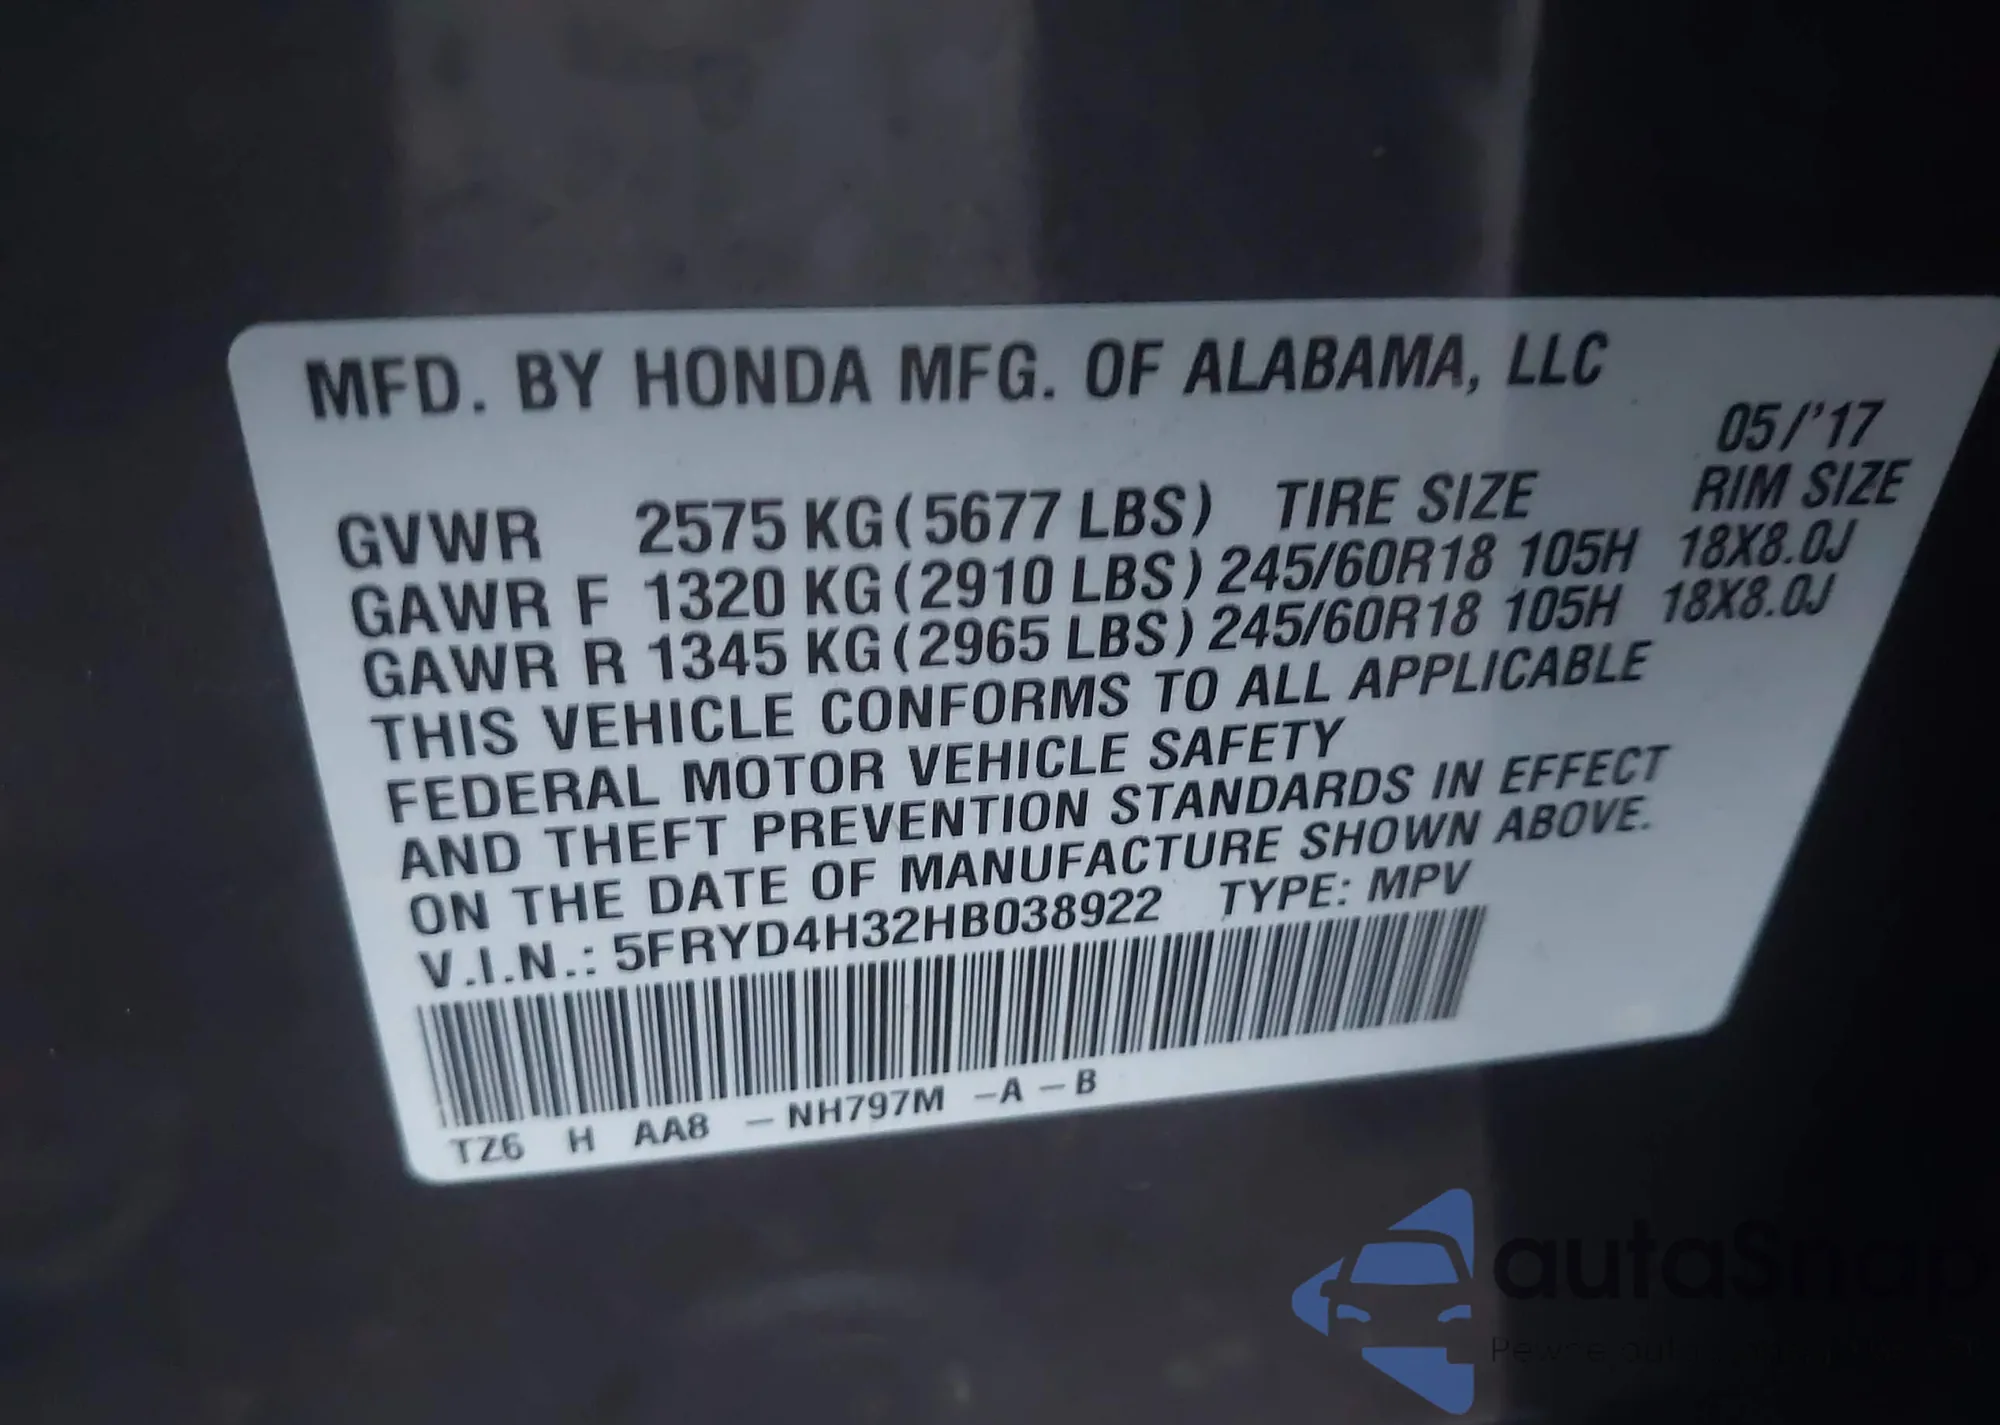 MFD. BY HONDA MFG. OF ALABAMA, LLC
05/'17
GVWR 2575 KG (5677 LBS) TIRE SIZE RIM SIZE
GAWR F 1320 KG (2910 LBS) 245/60R18 105H 18X8.0J
GAWR R 1345 KG (2965 LBS) 245/60R18 105H 18X8.0J
THIS VEHICLE CONFORMS TO ALL APPLICABLE
FEDERAL MOTOR VEHICLE SAFETY
AND THEFT PREVENTION STANDARDS IN EFFECT
ON THE DATE OF MANUFACTURE SHOWN ABOVE.
V.I.N.: 5FRYD4H32HB038922 TYPE: MPV
TZ6 H AA8 – NH797M –A – B
autaSnap